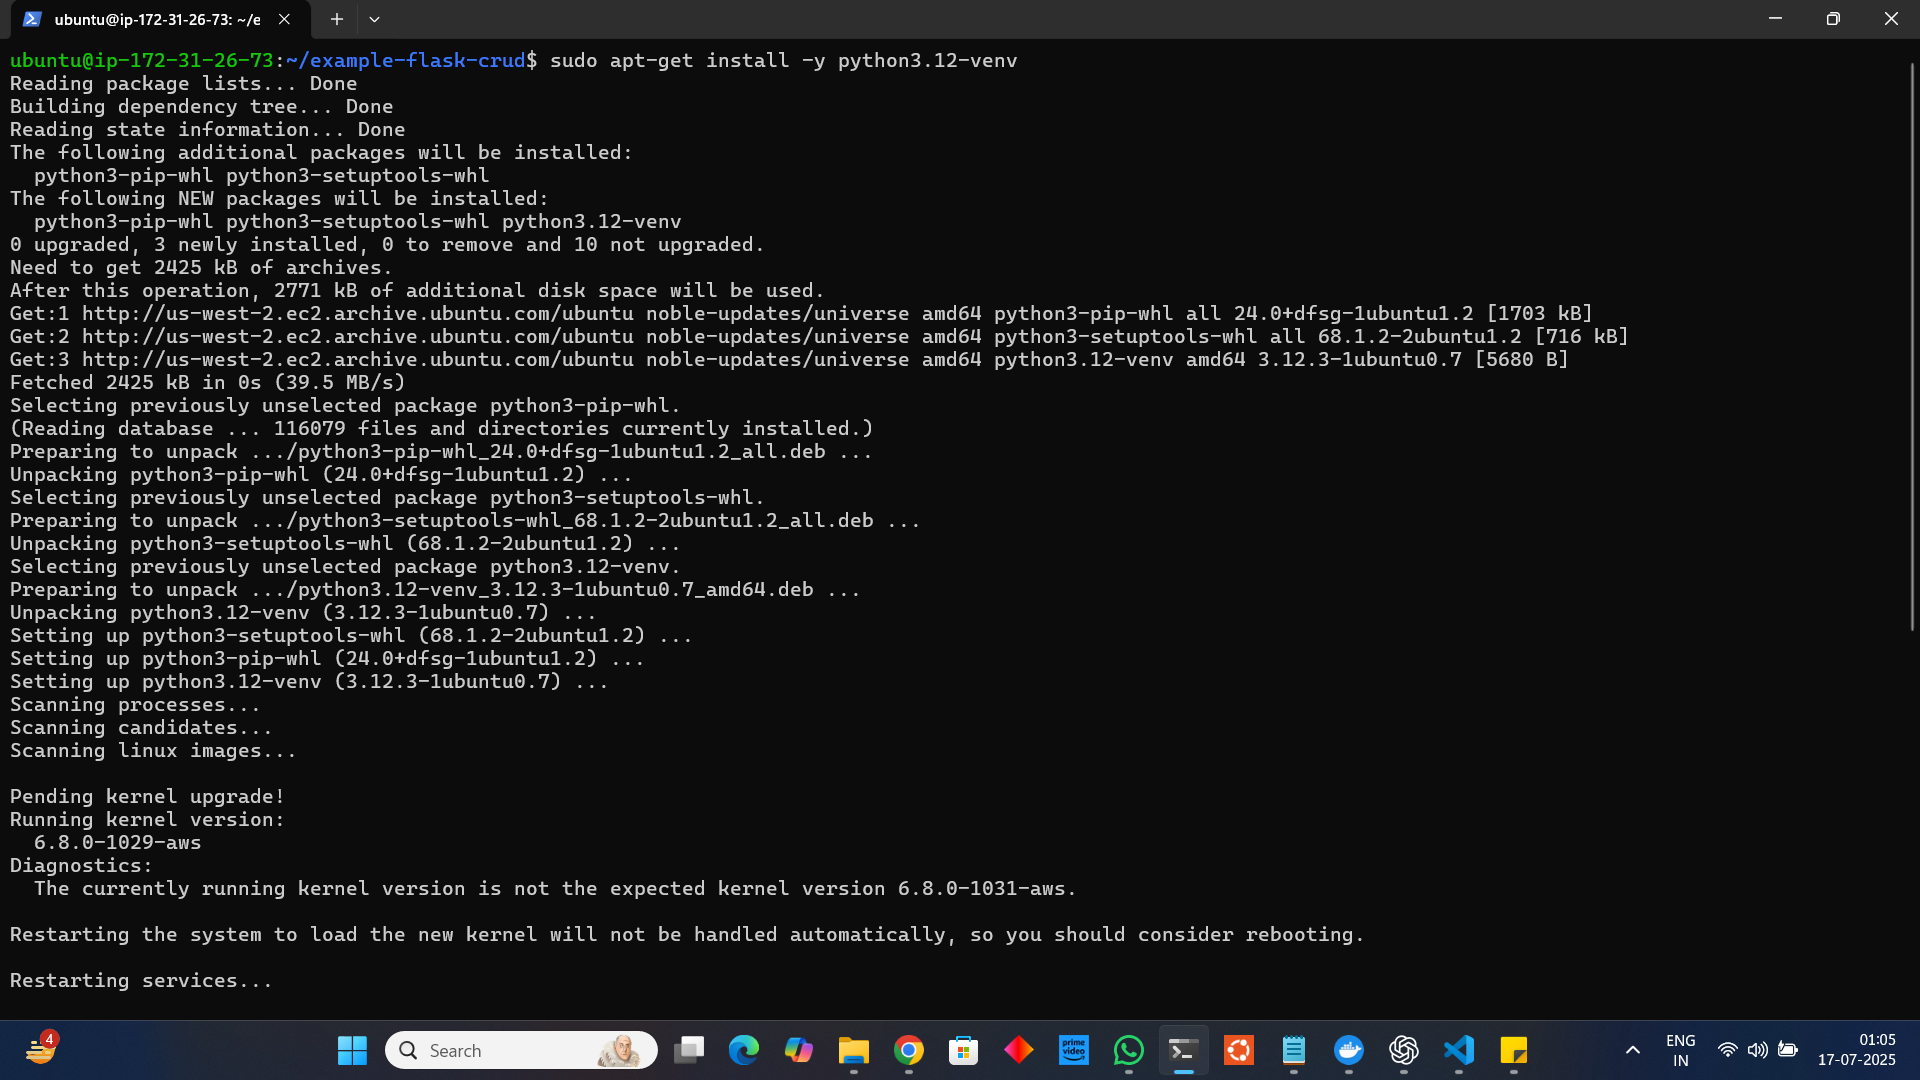 ubuntu@ip-172-31-26-73: ~/e
ubuntu@ip-172-31-26-73:~/example-flask-crud$ sudo apt-get install -y python3.12-venv
Reading package lists... Done
Building dependency tree... Done
Reading state information... Done
The following additional packages will be installed:
  python3-pip-whl python3-setuptools-whl
The following NEW packages will be installed:
  python3-pip-whl python3-setuptools-whl python3.12-venv
0 upgraded, 3 newly installed, 0 to remove and 10 not upgraded.
Need to get 2425 kB of archives.
After this operation, 2771 kB of additional disk space will be used.
Get:1 http://us-west-2.ec2.archive.ubuntu.com/ubuntu noble-updates/universe amd64 python3-pip-whl all 24.0+dfsg-1ubuntu1.2 [1703 kB]
Get:2 http://us-west-2.ec2.archive.ubuntu.com/ubuntu noble-updates/universe amd64 python3-setuptools-whl all 68.1.2-2ubuntu1.2 [716 kB]
Get:3 http://us-west-2.ec2.archive.ubuntu.com/ubuntu noble-updates/universe amd64 python3.12-venv amd64 3.12.3-1ubuntu0.7 [5680 B]
Fetched 2425 kB in 0s (39.5 MB/s)
Selecting previously unselected package python3-pip-whl.
(Reading database ... 116079 files and directories currently installed.)
Preparing to unpack .../python3-pip-whl_24.0+dfsg-1ubuntu1.2_all.deb ...
Unpacking python3-pip-whl (24.0+dfsg-1ubuntu1.2) ...
Selecting previously unselected package python3-setuptools-whl.
Preparing to unpack .../python3-setuptools-whl_68.1.2-2ubuntu1.2_all.deb ...
Unpacking python3-setuptools-whl (68.1.2-2ubuntu1.2) ...
Selecting previously unselected package python3.12-venv.
Preparing to unpack .../python3.12-venv_3.12.3-1ubuntu0.7_amd64.deb ...
Unpacking python3.12-venv (3.12.3-1ubuntu0.7) ...
Setting up python3-setuptools-whl (68.1.2-2ubuntu1.2) ...
Setting up python3-pip-whl (24.0+dfsg-1ubuntu1.2) ...
Setting up python3.12-venv (3.12.3-1ubuntu0.7) ...
Scanning processes...
Scanning candidates...
Scanning linux images...
Pending kernel upgrade!
Running kernel version:
  6.8.0-1029-aws
Diagnostics:
  The currently running kernel version is not the expected kernel version 6.8.0-1031-aws.
Restarting the system to load the new kernel will not be handled automatically, so you should consider rebooting.
Restarting services...
4
Search
prime video
ENG
IN
01:05
17-07-2025